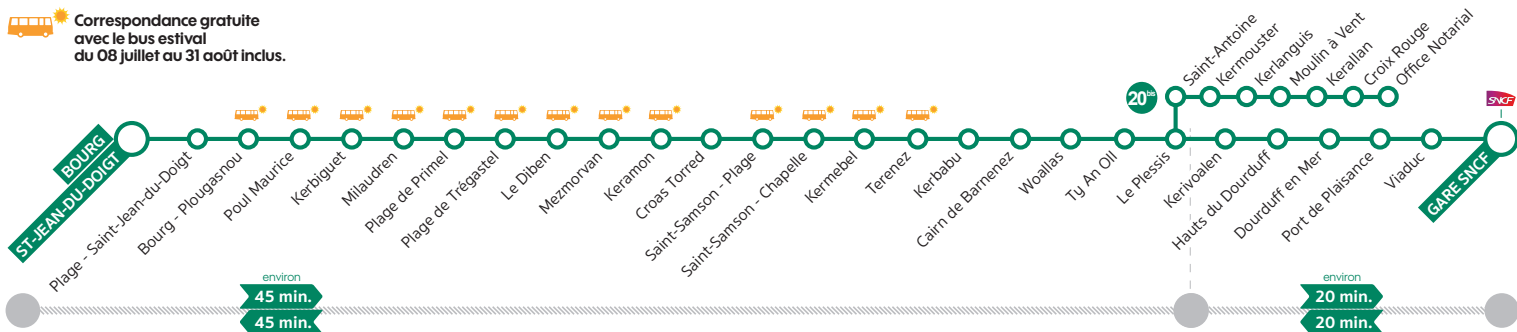 Correspondance gratuite
avec le bus estival
du 08 juillet au 31 août inclus.
BOURG
ST-JEAN-DU-DOIGT
Plage - Saint-Jean-du-Doigt
Bourg - Plougasnou
Poul Maurice
Kerbiguet
Milaudren
Plage de Primel
Plage de Trégastel
Le Diben
Mezmorvan
Keramon
Croas Torred
Saint-Samson - Plage
Saint-Samson - Chapelle
Kermebel
Terenez
Kerbabu
Cairn de Barnenez
Woallas
Ty An Oll
Le Plessis
20bis
Saint-Antoine
Kermouster
Kerlanguis
Moulin à Vent
Kerallan
Croix Rouge
Office Notarial
Kerivoalen
Hauts du Dourduff
Dourduff en Mer
Port de Plaisance
Viaduc
SNCF
GARE SNCF
environ
45 min.
45 min.
environ
20 min.
20 min.